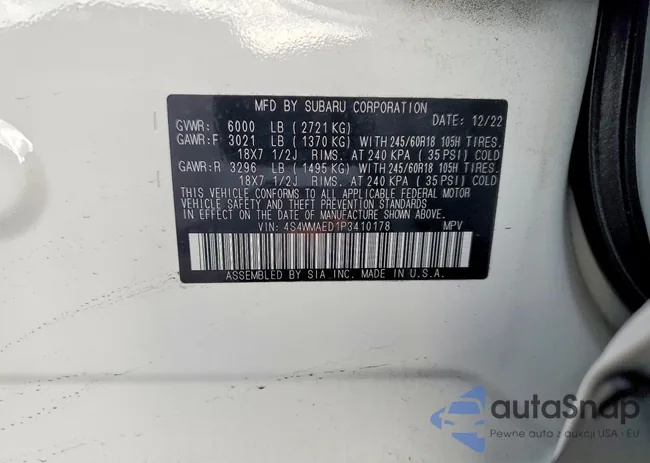 MFD BY SUBARU CORPORATION DATE: 12/22
GVWR: 6000 LB ( 2721 KG)
GAWR:F 3021 LB ( 1370 KG) WITH 245/60R18 105H TIRES.
18X7 1/2J RIMS. AT 240 KPA ( 35 PSI) COLD
GAWR:R 3296 LB ( 1495 KG) WITH 245/60R18 105H TIRES.
18X7 1/2J RIMS. AT 240 KPA ( 35 PSI) COLD
THIS VEHICLE CONFORMS TO ALL APPLICABLE FEDERAL MOTOR
VEHICLE SAFETY AND THEFT PREVENTION STANDARDS IN
EFFECT ON THE DATE OF MANUFACTURE SHOWN ABOVE.
VIN: 4S4WMAED1P3410178 MPV
ASSEMBLED BY SIA INC. MADE IN U.S.A.
autoSnap
Pewne auto z aukcji USA - EU